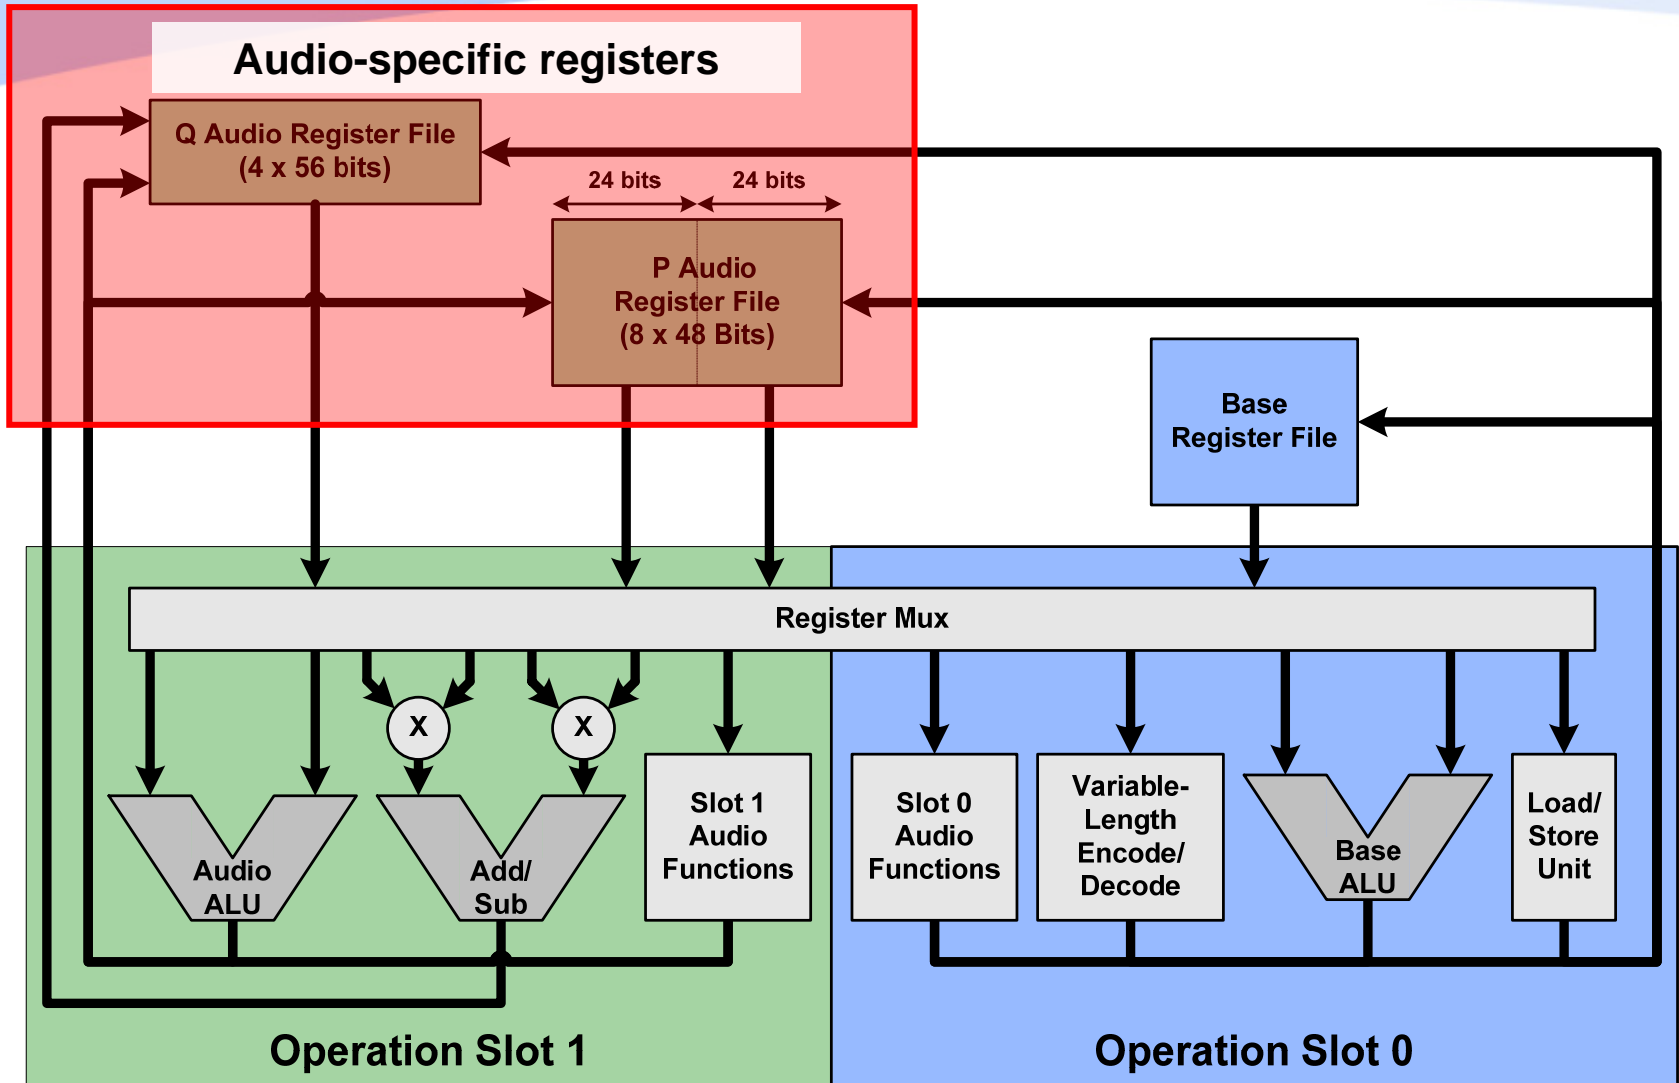 Audio-specific registers
Q Audio Register File
(4 x 56 bits)
24 bits
24 bits
P Audio
Register File
(8 x 48 Bits)
Base
Register File
Register Mux
X
X
Audio
ALU
Add/
Sub
Slot 1
Audio
Functions
Slot 0
Audio
Functions
Variable-
Length
Encode/
Decode
Base
ALU
Load/
Store
Unit
Operation Slot 1
Operation Slot 0